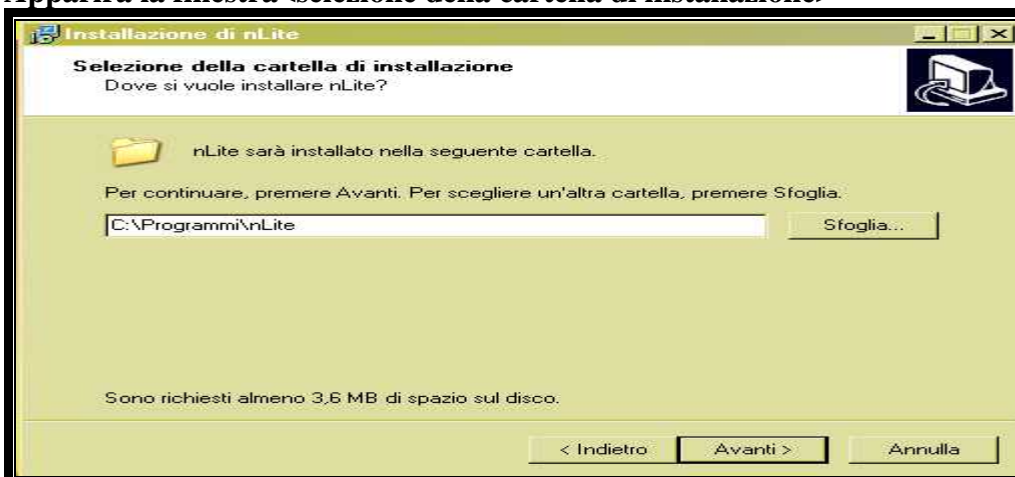 Apparirà la finestra <selezione della cartella di installazione>
Installazione di nLite
Selezione della cartella di installazione
Dove si vuole installare nLite?
nLite sarà installato nella seguente cartella.
Per continuare, premere Avanti. Per scegliere un'altra cartella, premere Sfoglia.
C:\Programmi\nLite
Sfoglia...
Sono richiesti almeno 3,6 MB di spazio sul disco.
< Indietro
Avanti >
Annulla